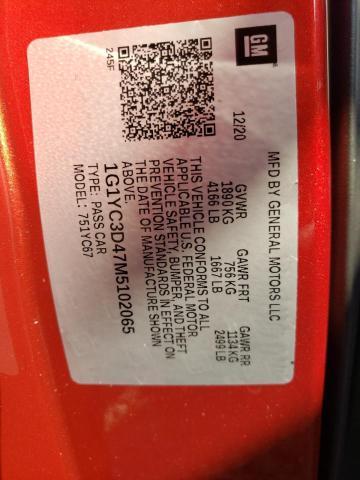 GM
MFD BY GENERAL MOTORS LLC
12/20
GVWR
1890 KG
4166 LB
GAWR FRT
756 KG
1667 LB
GAWR RR
1134 KG
2499 LB
THIS VEHICLE CONFORMS TO ALL
APPLICABLE U.S. FEDERAL MOTOR
VEHICLE SAFETY, BUMPER, AND THEFT
PREVENTION STANDARDS IN EFFECT ON
THE DATE OF MANUFACTURE SHOWN
ABOVE.
1G1YC3D47M5102065
TYPE: PASS CAR
MODEL: 751YC67
245F